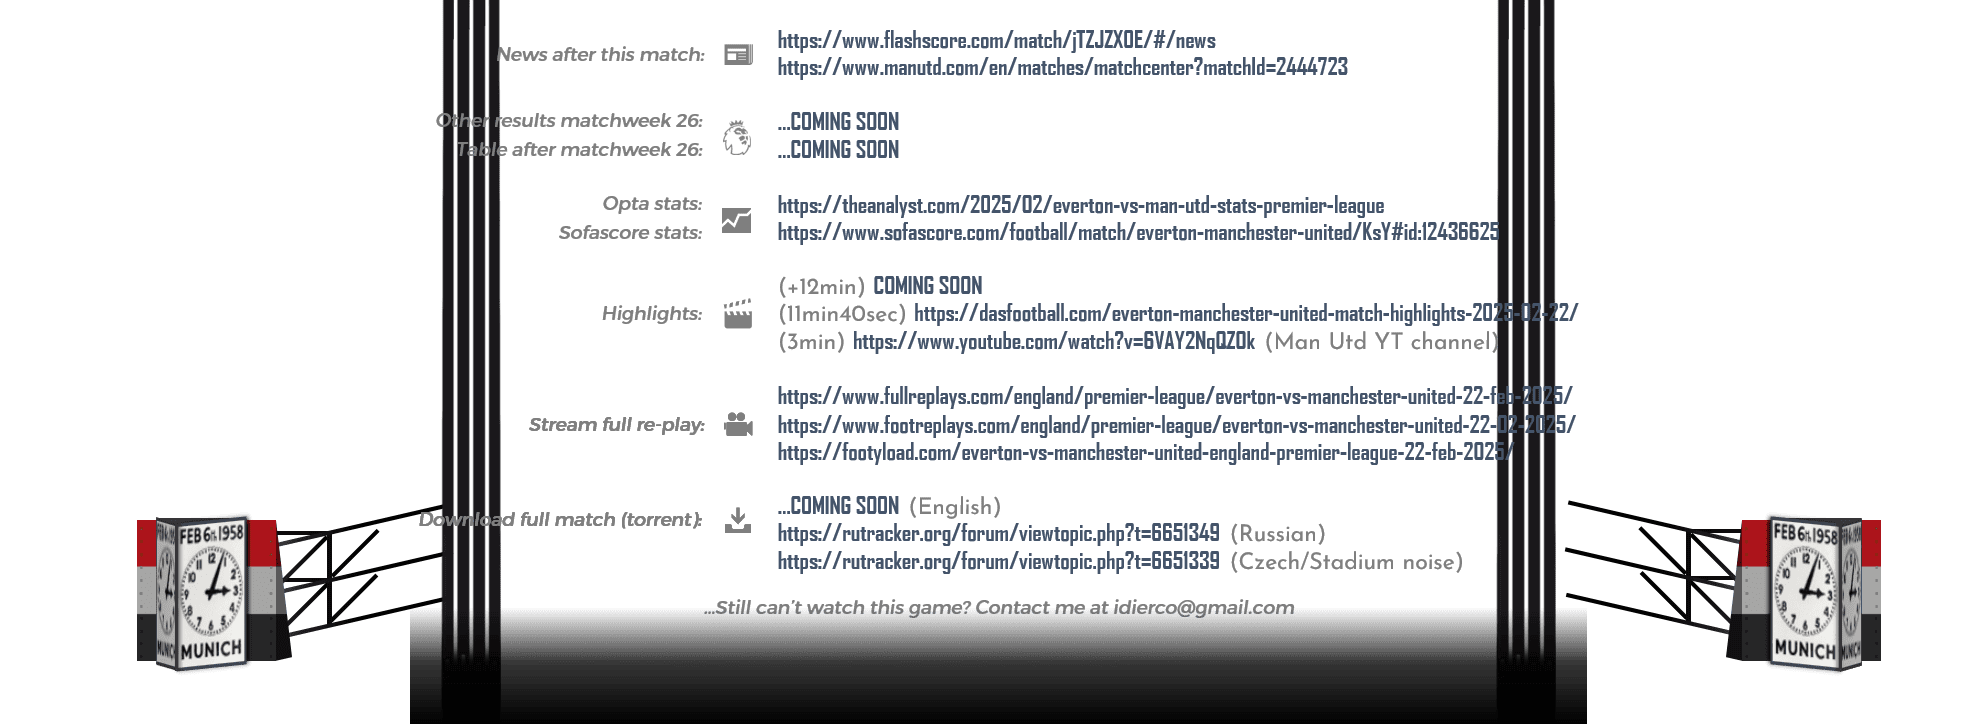 News after this match:
https://www.flashscore.com/match/jTZJZXOE/#/news
https://www.manutd.com/en/matches/matchcenter?matchId=2444723
Other results matchweek 26: ...COMING SOON
Table after matchweek 26: ...COMING SOON
Opta stats: https://theanalyst.com/2025/02/everton-vs-man-utd-stats-premier-league
Sofascore stats: https://www.sofascore.com/football/match/everton-manchester-united/KsY#id:12436625
(+12min) COMING SOON
Highlights: (11min40sec) https://dasfootball.com/everton-manchester-united-match-highlights-2025-02-22/
(3min) https://www.youtube.com/watch?v=6VAY2NqQZ0k (Man Utd YT channel)
https://www.fullreplays.com/england/premier-league/everton-vs-manchester-united-22-feb-2025/
Stream full re-play: https://www.footreplays.com/england/premier-league/everton-vs-manchester-united-22-02-2025/
https://footyload.com/everton-vs-manchester-united-england-premier-league-22-feb-2025/
...COMING SOON (English)
Download full match (torrent): https://rutracker.org/forum/viewtopic.php?t=6651349 (Russian)
https://rutracker.org/forum/viewtopic.php?t=6651339 (Czech/Stadium noise)
...Still can't watch this game? Contact me at idierco@gmail.com
FEB 6th 1958
MUNICH
FEB 6th 1958
MUNICH